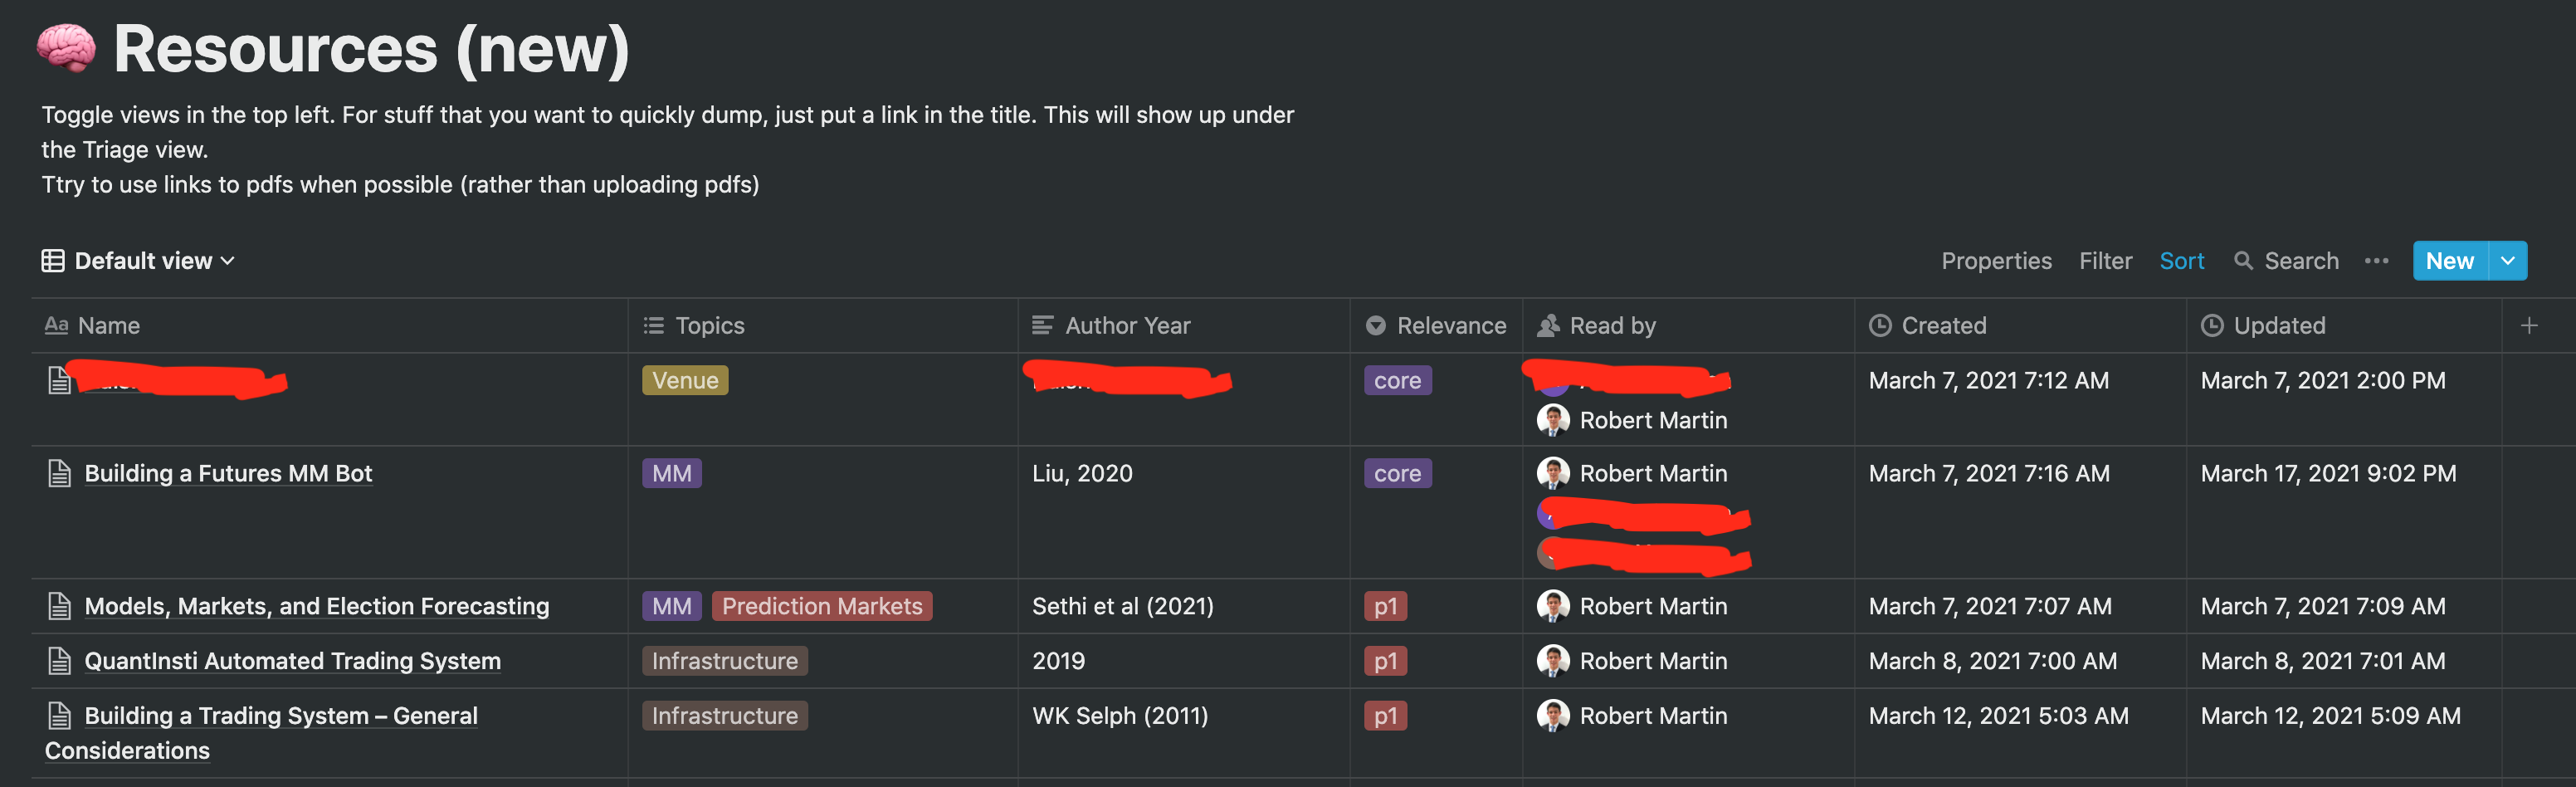 Resources (new)
Toggle views in the top left. For stuff that you want to quickly dump, just put a link in the title. This will show up under
the Triage view.
Ttry to use links to pdfs when possible (rather than uploading pdfs)
Default view
Properties Filter Sort Search ••• New
Aa Name Topics Author Year Relevance Read by Created Updated +
Venue core March 7, 2021 7:12 AM March 7, 2021 2:00 PM
Robert Martin
Building a Futures MM Bot MM Liu, 2020 core Robert Martin March 7, 2021 7:16 AM March 17, 2021 9:02 PM
Models, Markets, and Election Forecasting MM Prediction Markets Sethi et al (2021) p1 Robert Martin March 7, 2021 7:07 AM March 7, 2021 7:09 AM
QuantInsti Automated Trading System Infrastructure 2019 p1 Robert Martin March 8, 2021 7:00 AM March 8, 2021 7:01 AM
Building a Trading System – General Infrastructure WK Selph (2011) p1 Robert Martin March 12, 2021 5:03 AM March 12, 2021 5:09 AM
Considerations